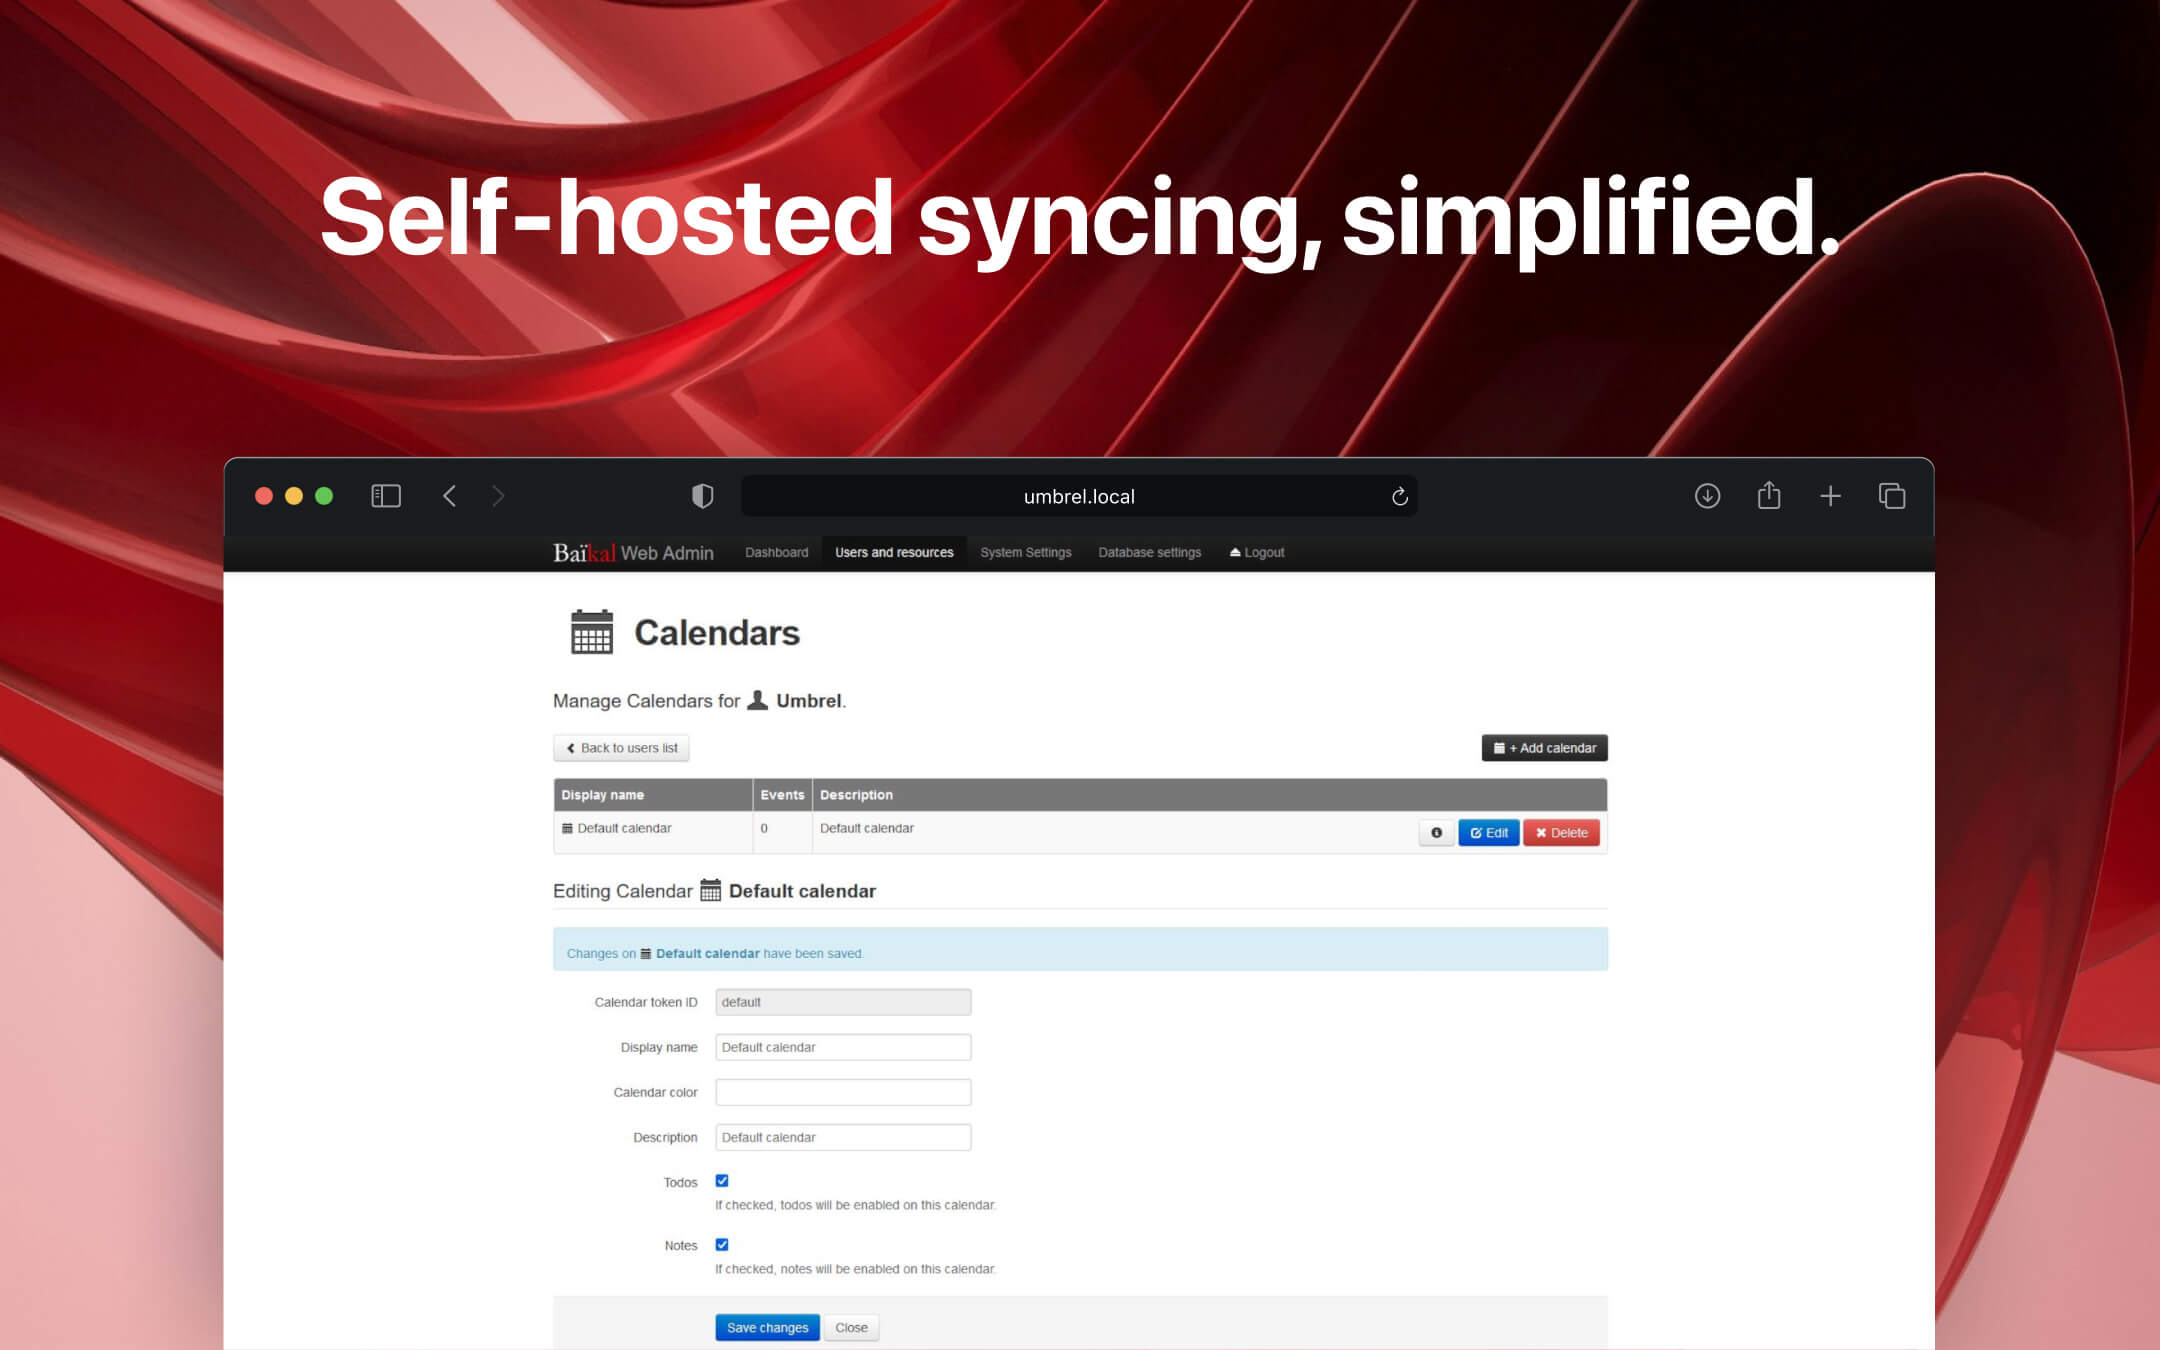 Self-hosted syncing, simplified.
umbrel.local
Baïkal Web Admin Dashboard Users and resources System Settings Database settings Logout
Calendars
Manage Calendars for Umbrel.
Back to users list + Add calendar
Display name Events Description
Default calendar 0 Default calendar Edit Delete
Editing Calendar Default calendar
Changes on Default calendar have been saved.
Calendar token ID default
Display name Default calendar
Calendar color
Description Default calendar
Todos
If checked, todos will be enabled on this calendar.
Notes
If checked, notes will be enabled on this calendar.
Save changes Close